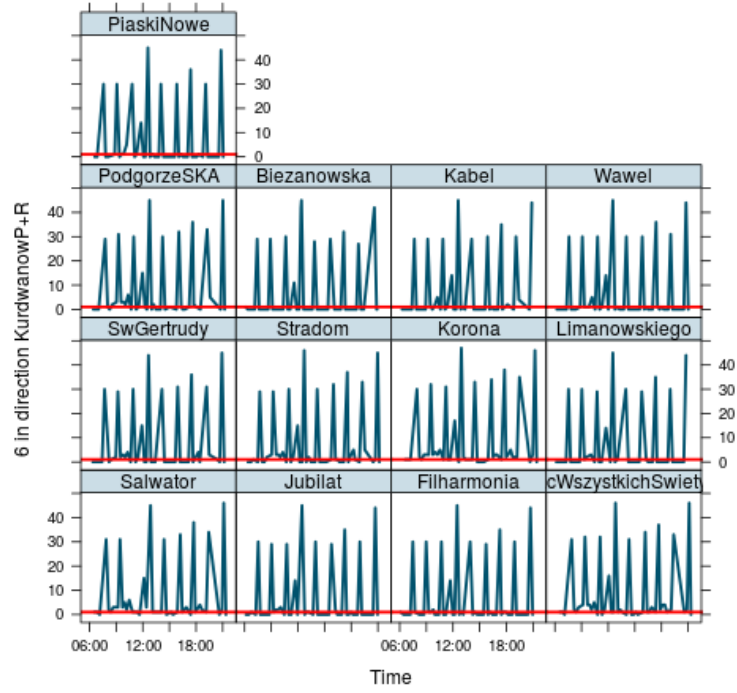 PiaskiNowe
40
30
20
10
0
PodgorzeSKA Biezanowska Kabel Wawel
40
30
20
10
0
SwGertrudy Stradom Korona Limanowskiego
40
30
20
10
0
Salwator Jubilat Filharmonia cWszystkichSwiety
40
30
20
10
0
06:00 12:00 18:00 06:00 12:00 18:00
Time
6 in direction KurdwanowP+R